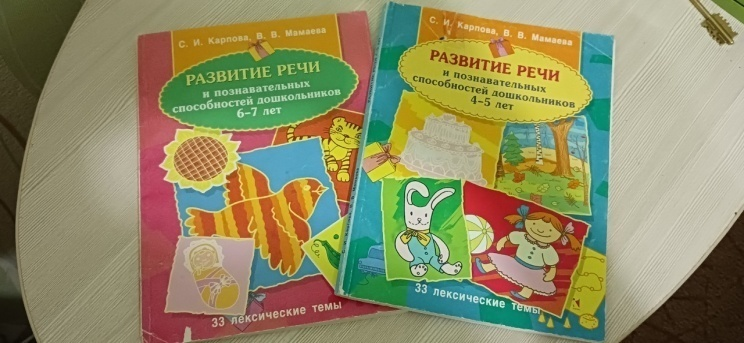 С. И. Карпова, В. В. Мамаева
РАЗВИТИЕ РЕЧИ
и познавательных
способностей дошкольников
6–7 лет
33 лексические темы
С. И. Карпова, В. В. Мамаева
РАЗВИТИЕ РЕЧИ
и познавательных
способностей дошкольников
4–5 лет
33 лексические темы